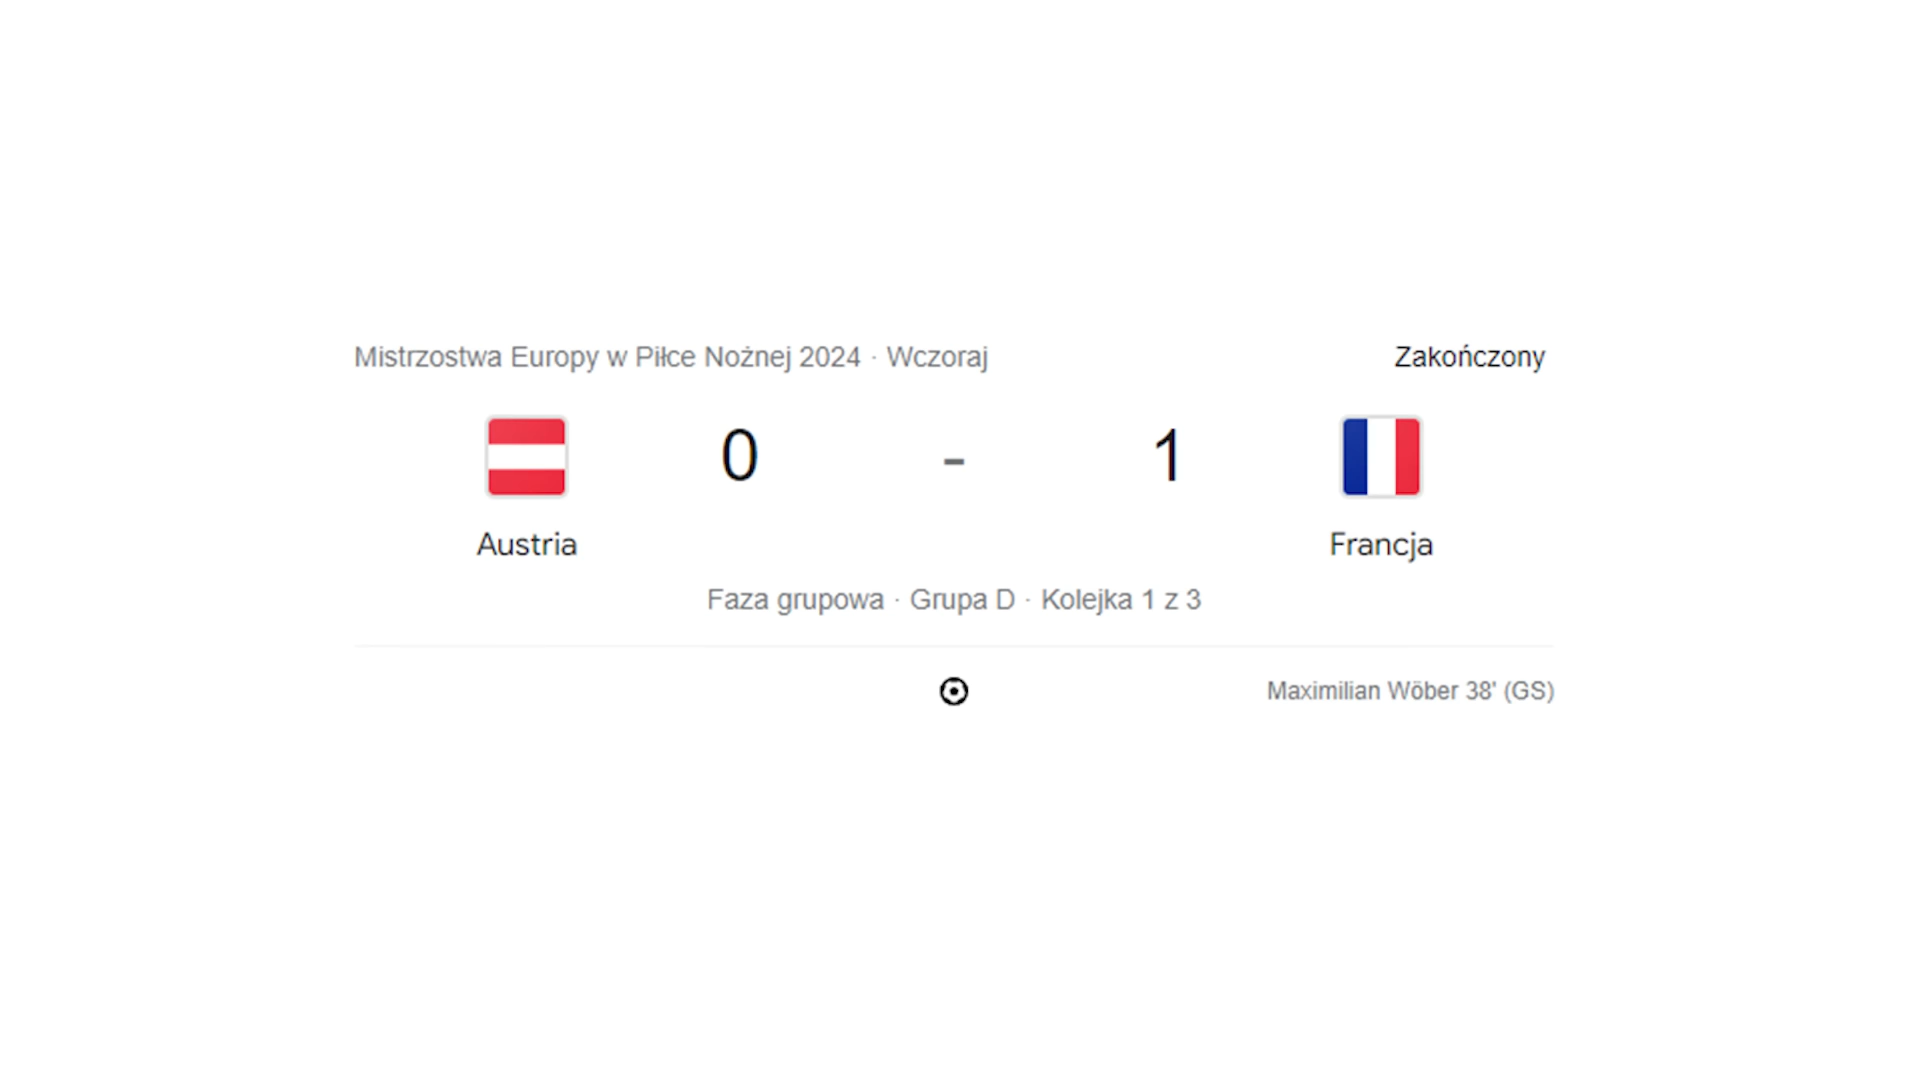 Mistrzostwa Europy w Piłce Nożnej 2024 · Wczoraj Zakończony
0 - 1
Austria Francja
Faza grupowa · Grupa D · Kolejka 1 z 3
Maximilian Wöber 38' (GS)